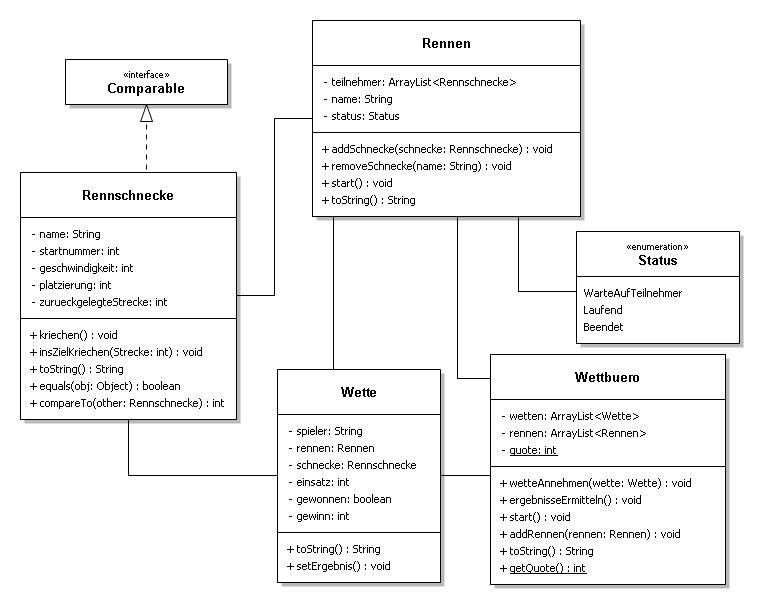 «interface»
Comparable
Rennen
- teilnehmer: ArrayList<Rennschnecke>
- name: String
- status: Status
+ addSchnecke(schnecke: Rennschnecke) : void
+ removeSchnecke(name: String) : void
+ start() : void
+ toString() : String
Rennschnecke
- name: String
- startnummer: int
- geschwindigkeit: int
- platzierung: int
- zurueckgelegteStrecke: int
+ kriechen() : void
+ insZielKriechen(Strecke: int) : void
+ toString() : String
+ equals(obj: Object) : boolean
+ compareTo(other: Rennschnecke) : int
«enumeration»
Status
WarteAufTeilnehmer
Laufend
Beendet
Wette
- spieler: String
- rennen: Rennen
- schnecke: Rennschnecke
- einsatz: int
- gewonnen: boolean
- gewinn: int
+ toString() : String
+ setErgebnis() : void
Wettbuero
- wetten: ArrayList<Wette>
- rennen: ArrayList<Rennen>
- quote: int
+ wetteAnnehmen(wette: Wette) : void
+ ergebnisseErmitteln() : void
+ start() : void
+ addRennen(rennen: Rennen) : void
+ toString() : String
+ getQuote() : int